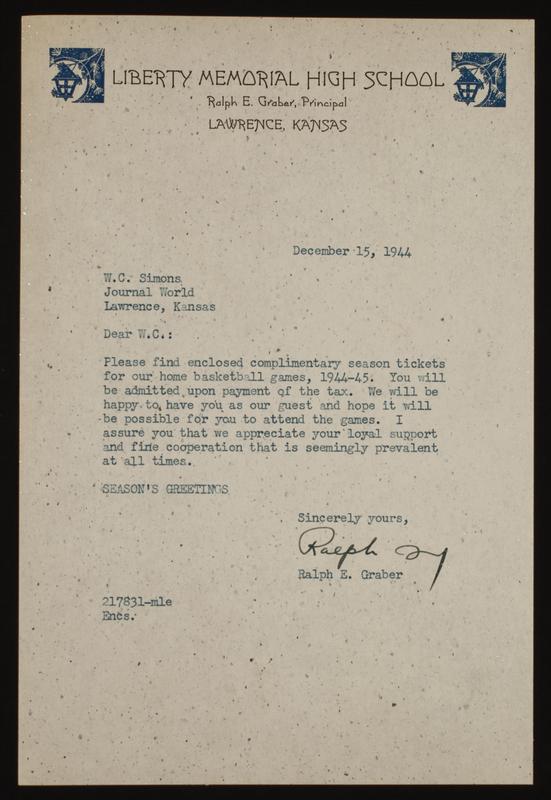 LIBERTY MEMORIAL HIGH SCHOOL
Ralph E. Graber, Principal
LAWRENCE, KANSAS
December 15, 1944
W.C. Simons
Journal World
Lawrence, Kansas
Dear W.C.:
Please find enclosed complimentary season tickets
for our home basketball games, 1944-45. You will
be admitted upon payment of the tax. We will be
happy to have you as our guest and hope it will
be possible for you to attend the games. I
assure you that we appreciate your loyal support
and fine cooperation that is seemingly prevalent
at all times.
SEASON'S GREETINGS
Sincerely yours,
Ralph
Ralph E. Graber
217831-mle
Encs.